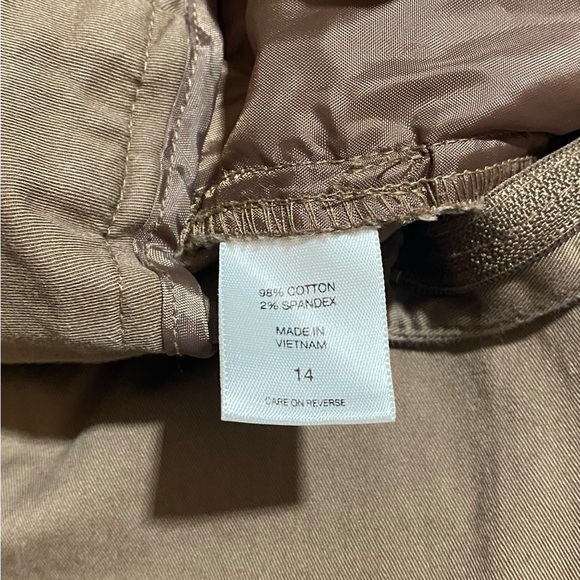 98% COTTON
2% SPANDEX
MADE IN
VIETNAM
14
CARE ON REVERSE